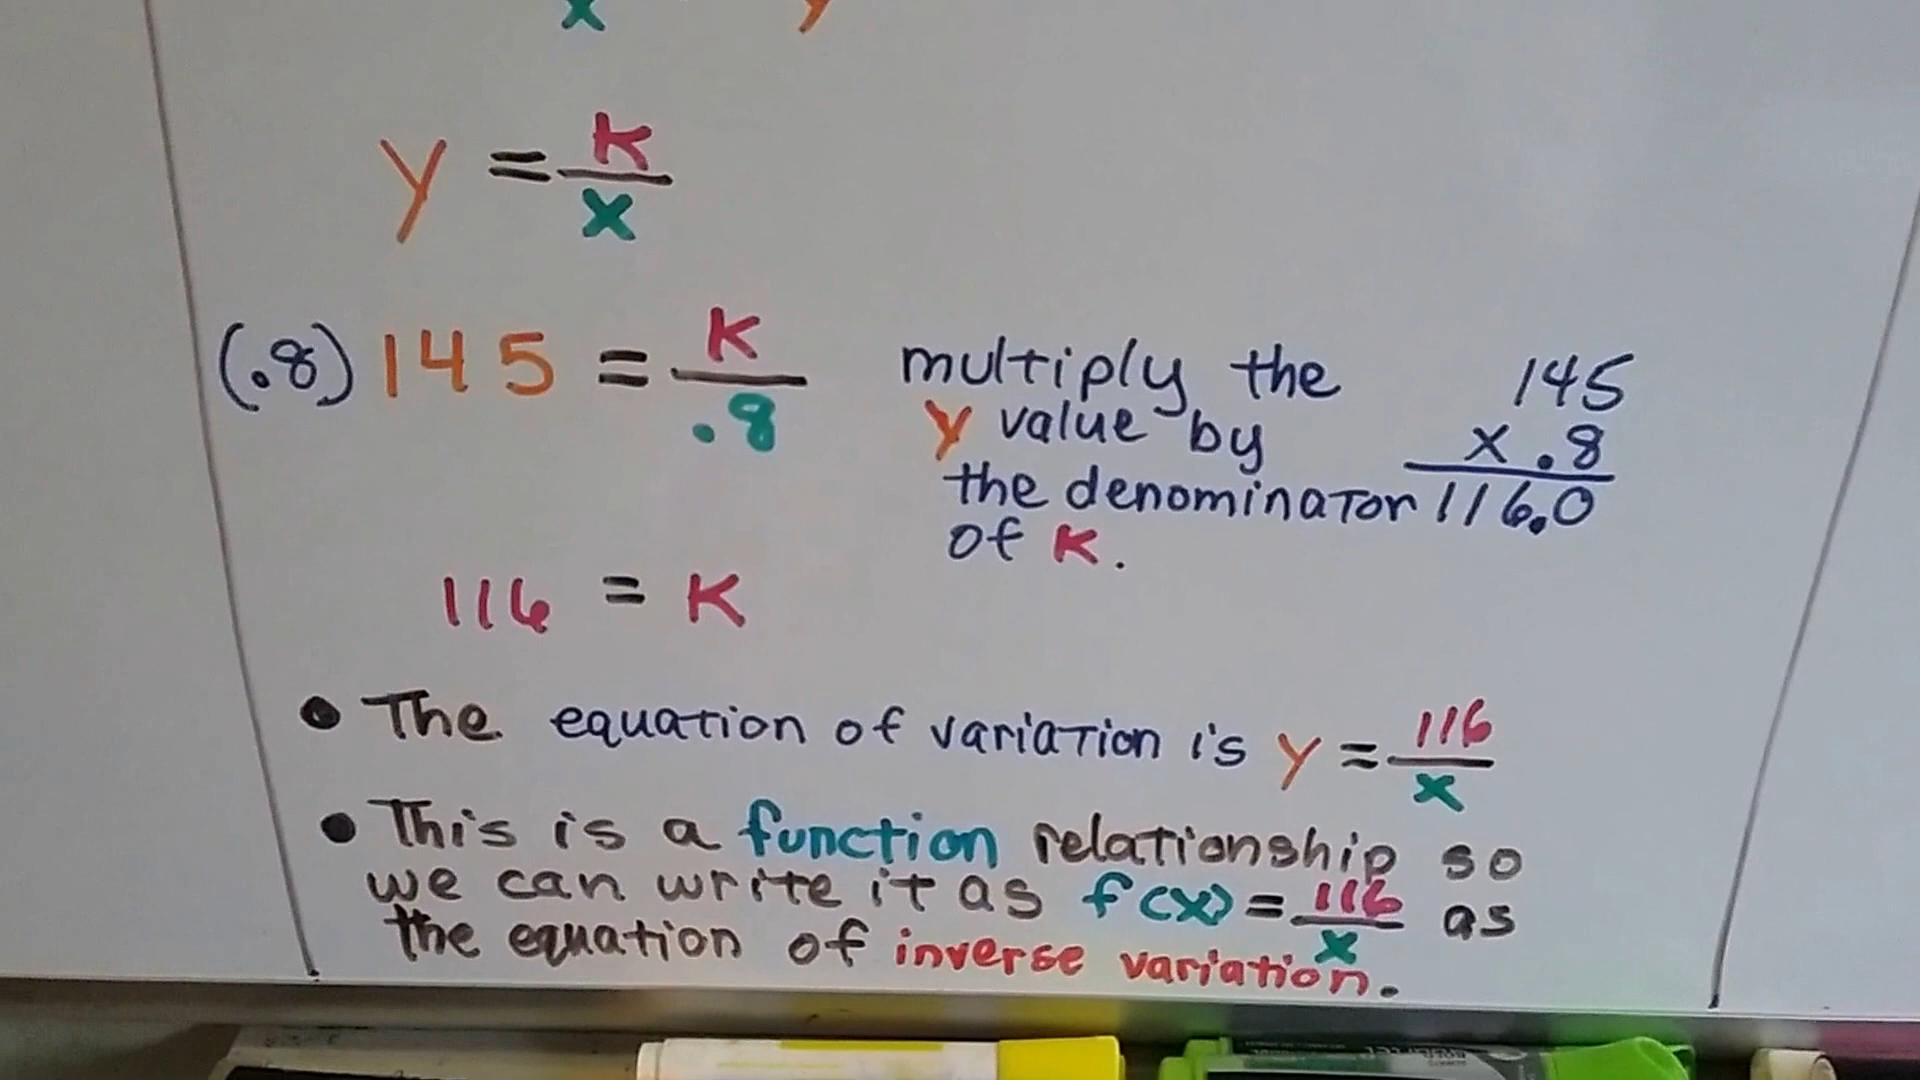 x y
y = K/x
(.8) 145 = K/.8
multiply the
y value by
the denominator
of K.
145
x .8
116.0
116 = K
• The equation of variation is y = 116/x
• This is a function relationship so
we can write it as f(x) = 116/x as
the equation of inverse variation.